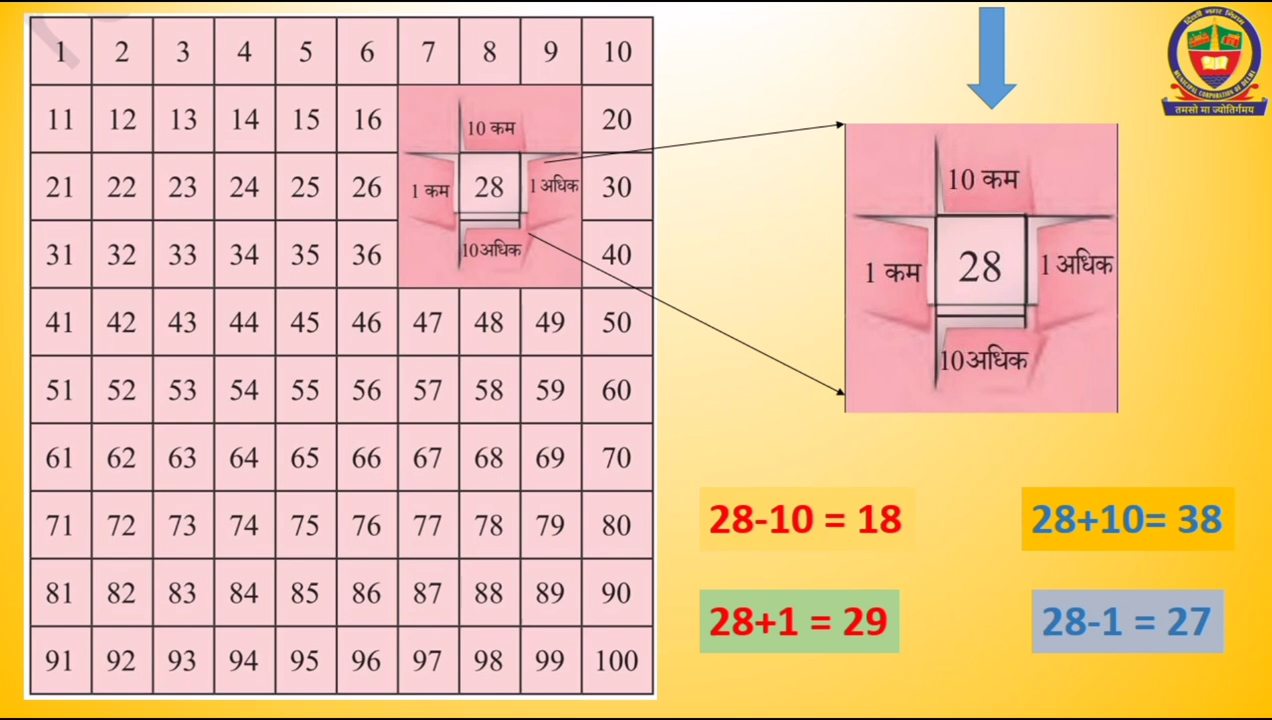 1 2 3 4 5 6 7 8 9 10
11 12 13 14 15 16 10 कम 20
21 22 23 24 25 26 1 कम 28 1 अधिक 30
31 32 33 34 35 36 10अधिक 40
41 42 43 44 45 46 47 48 49 50
51 52 53 54 55 56 57 58 59 60
61 62 63 64 65 66 67 68 69 70
71 72 73 74 75 76 77 78 79 80
81 82 83 84 85 86 87 88 89 90
91 92 93 94 95 96 97 98 99 100
10 कम
1 कम 28 1 अधिक
10अधिक
28-10 = 18
28+10= 38
28+1 = 29
28-1 = 27
दिल्ली नगर निगम
MUNICIPAL CORPORATION OF DELHI
तमसो मा ज्योतिर्गमय